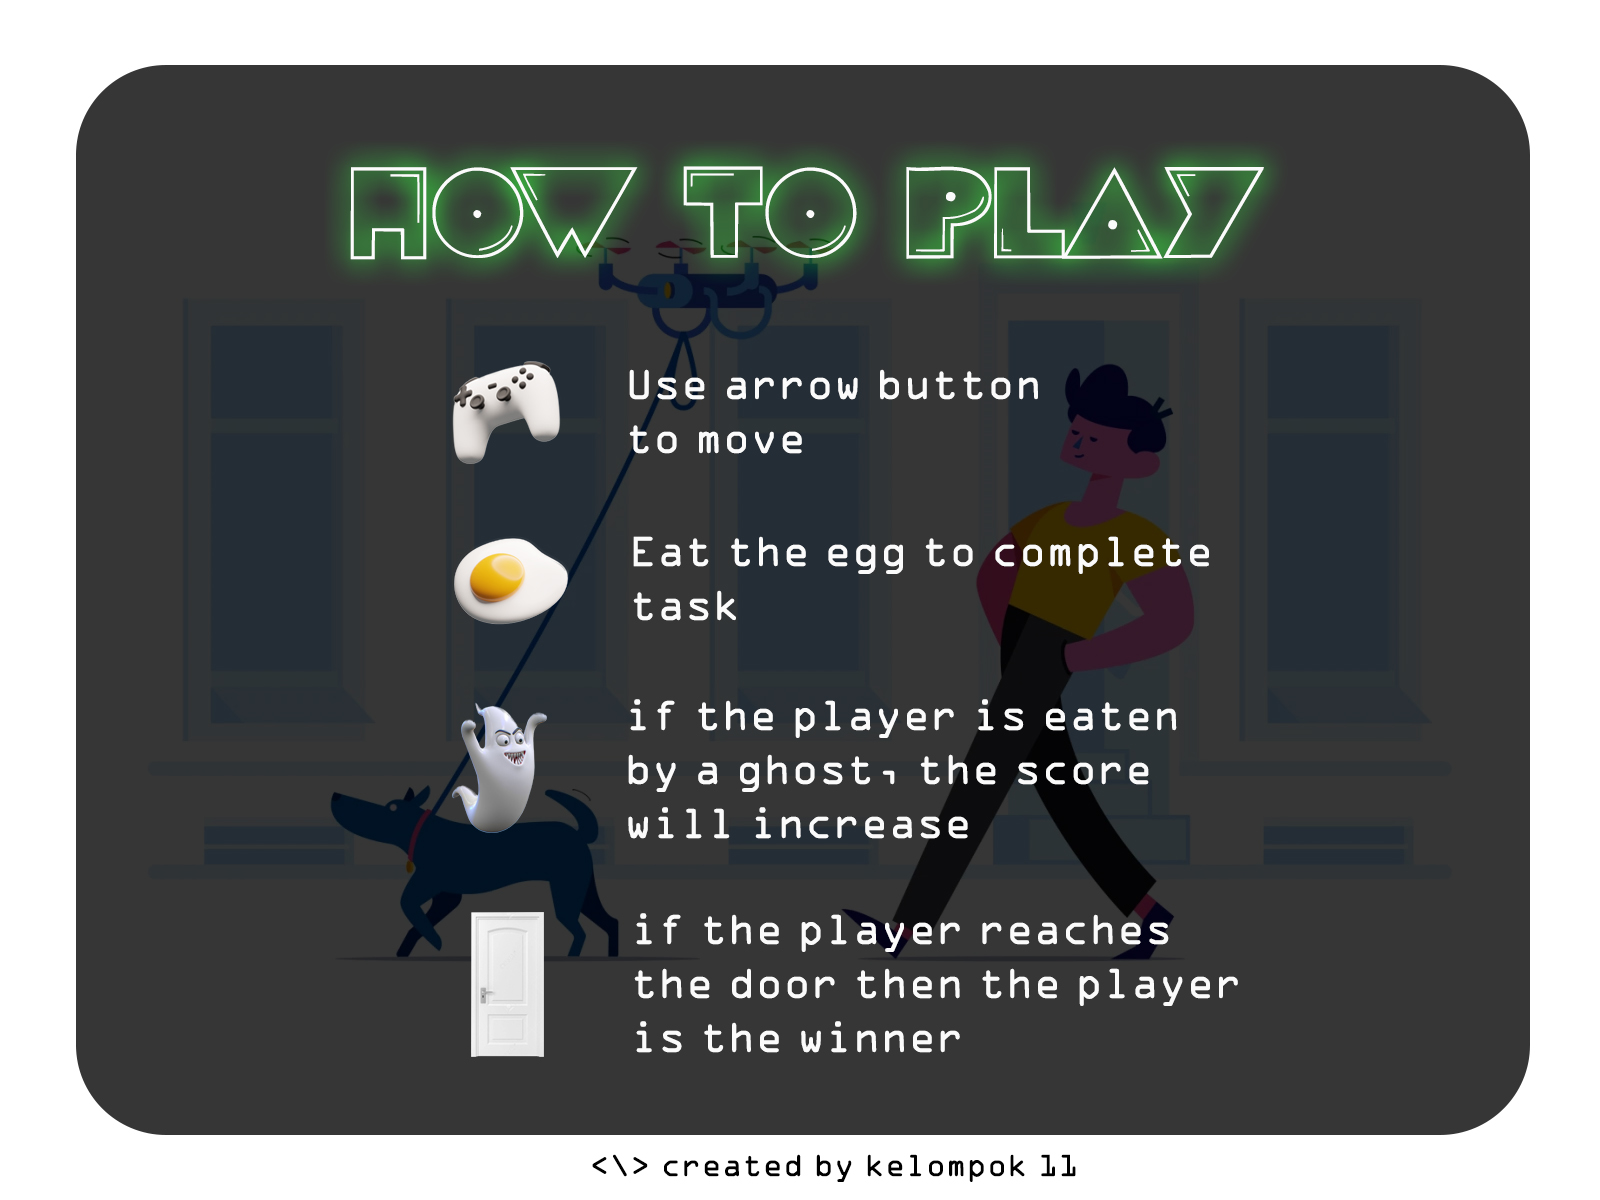 HOW TO PLAY
Use arrow button
to move
Eat the egg to complete
task
if the player is eaten
by a ghost, the score
will increase
if the player reaches
the door then the player
is the winner
<\> created by kelompok 11